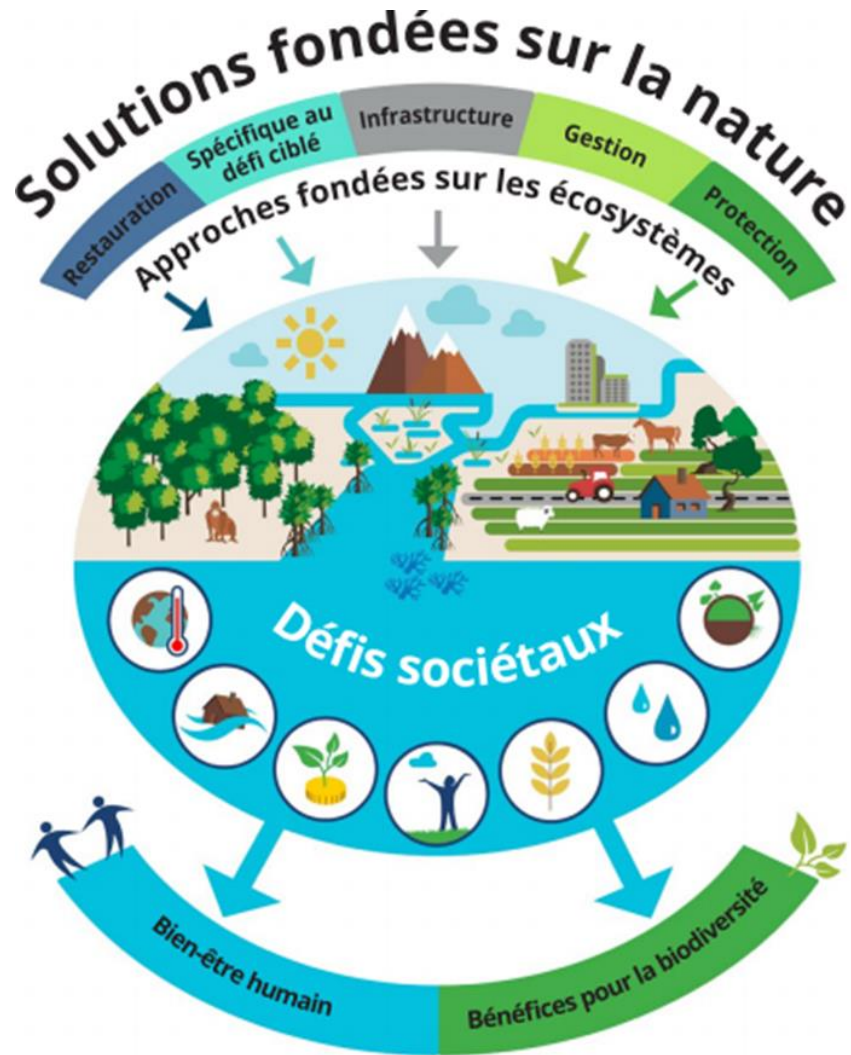 Solutions fondées sur la nature
Restauration
Spécifique au
défi ciblé
Infrastructure
Gestion
Protection
Approches fondées sur les écosystèmes
Défis sociétaux
Bien-être humain
Bénéfices pour la biodiversité